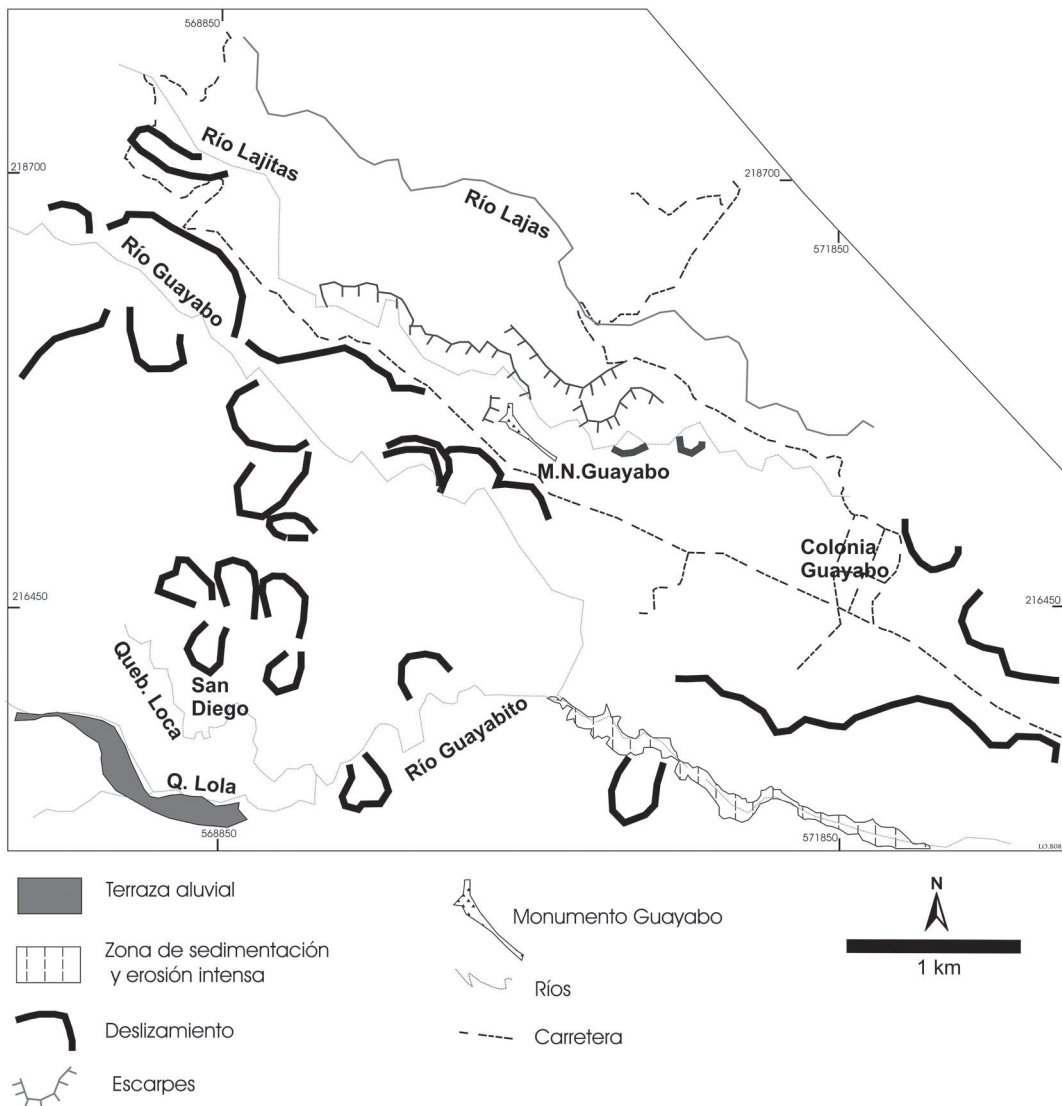 568850
Río Lajitas
218700
Río Lajas
218700
571850
Río Guayabo
M.N.Guayabo
Colonia
Guayabo
216450
216450
Queb. Loca
San
Diego
Río Guayabito
Q. Lola
568850
571850
LO.B08
Terraza aluvial
Zona de sedimentación
y erosión intensa
Deslizamiento
Escarpes
Monumento Guayabo
Ríos
Carretera
N
1 km